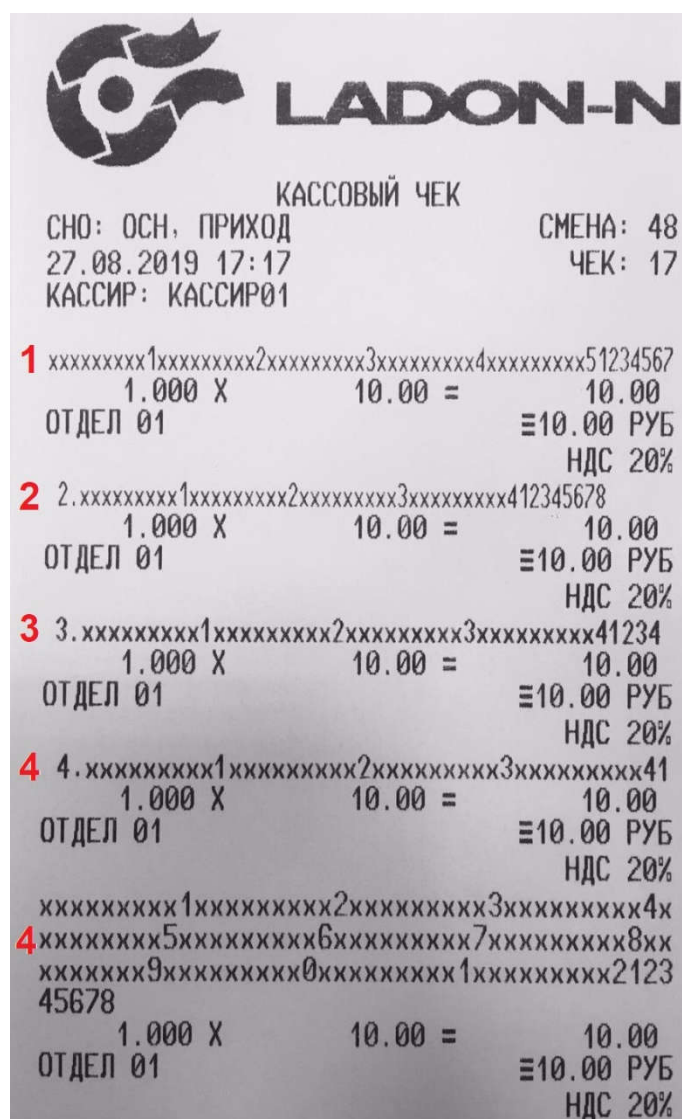 LADON-N
КАССОВЫЙ ЧЕК
СНО: ОСН, ПРИХОД СМЕНА: 48
27.08.2019 17:17 ЧЕК: 17
КАССИР: КАССИР01
1 xxxxxxxxx1xxxxxxxxx2xxxxxxxxx3xxxxxxxxx4xxxxxxxxx51234567
1.000 X 10.00 = 10.00
ОТДЕЛ 01 ≡10.00 РУБ
НДС 20%
2 2.xxxxxxxxx1xxxxxxxxx2xxxxxxxxx3xxxxxxxxx412345678
1.000 X 10.00 = 10.00
ОТДЕЛ 01 ≡10.00 РУБ
НДС 20%
3 3.xxxxxxxxx1xxxxxxxxx2xxxxxxxxx3xxxxxxxxx41234
1.000 X 10.00 = 10.00
ОТДЕЛ 01 ≡10.00 РУБ
НДС 20%
4 4.xxxxxxxxx1xxxxxxxxx2xxxxxxxxx3xxxxxxxxx41
1.000 X 10.00 = 10.00
ОТДЕЛ 01 ≡10.00 РУБ
НДС 20%
xxxxxxxxx1xxxxxxxxx2xxxxxxxxx3xxxxxxxxx4x
4 xxxxxxxx5xxxxxxxxx6xxxxxxxxx7xxxxxxxxx8xx
xxxxxxx9xxxxxxxxx0xxxxxxxxx1xxxxxxxxx2123
45678
1.000 X 10.00 = 10.00
ОТДЕЛ 01 ≡10.00 РУБ
НДС 20%